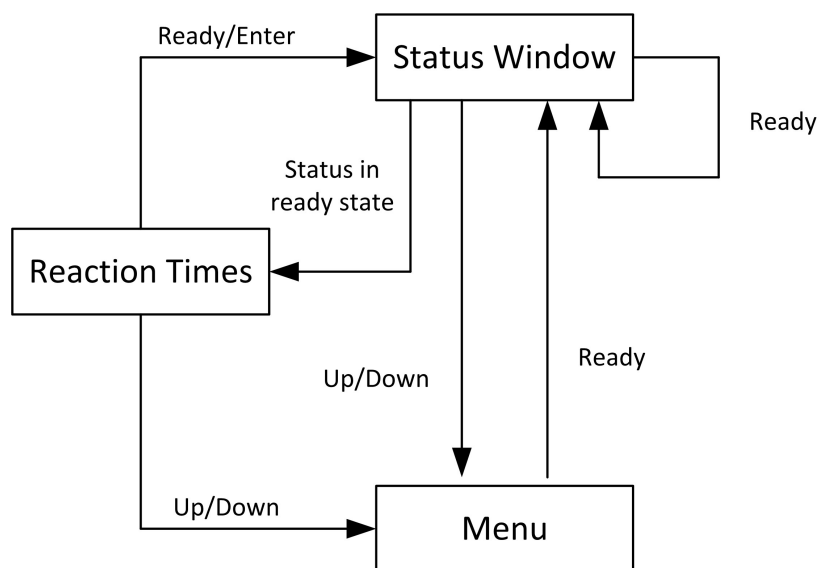 Ready/Enter
Status Window
Ready
Status in
ready state
Reaction Times
Up/Down
Ready
Up/Down
Menu